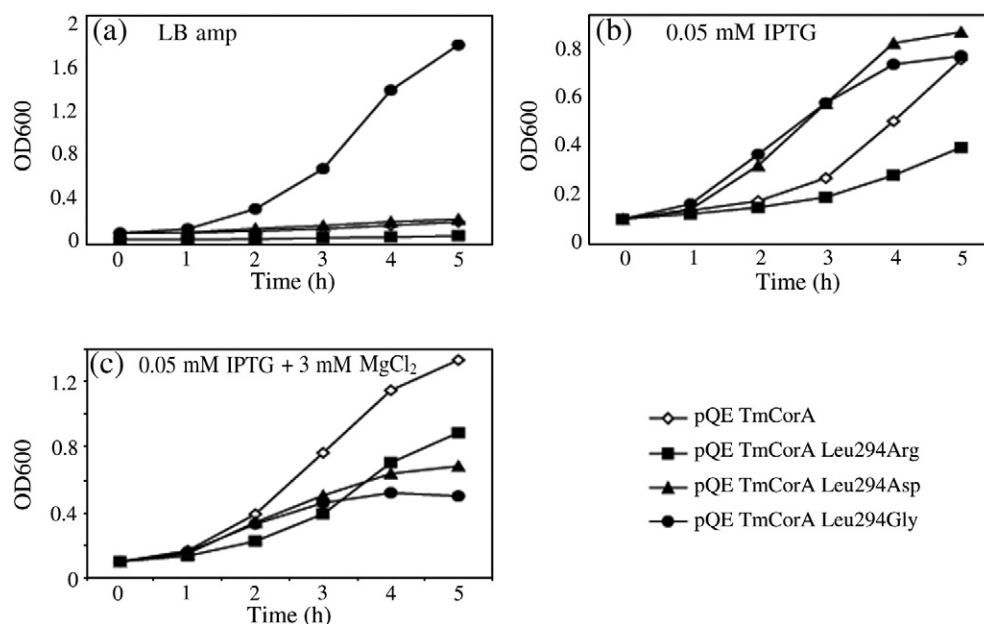 (a) LB amp
2
1.6
1.2
0.8
0.4
0
OD600
0 1 2 3 4 5
Time (h)
(b) 0.05 mM IPTG
0.8
0.6
0.4
0.2
0
OD600
0 1 2 3 4 5
Time (h)
(c) 0.05 mM IPTG + 3 mM MgCl₂
1.2
0.8
0.4
0
OD600
0 1 2 3 4 5
Time (h)
pQE TmCorA
pQE TmCorA Leu294Arg
pQE TmCorA Leu294Asp
pQE TmCorA Leu294Gly